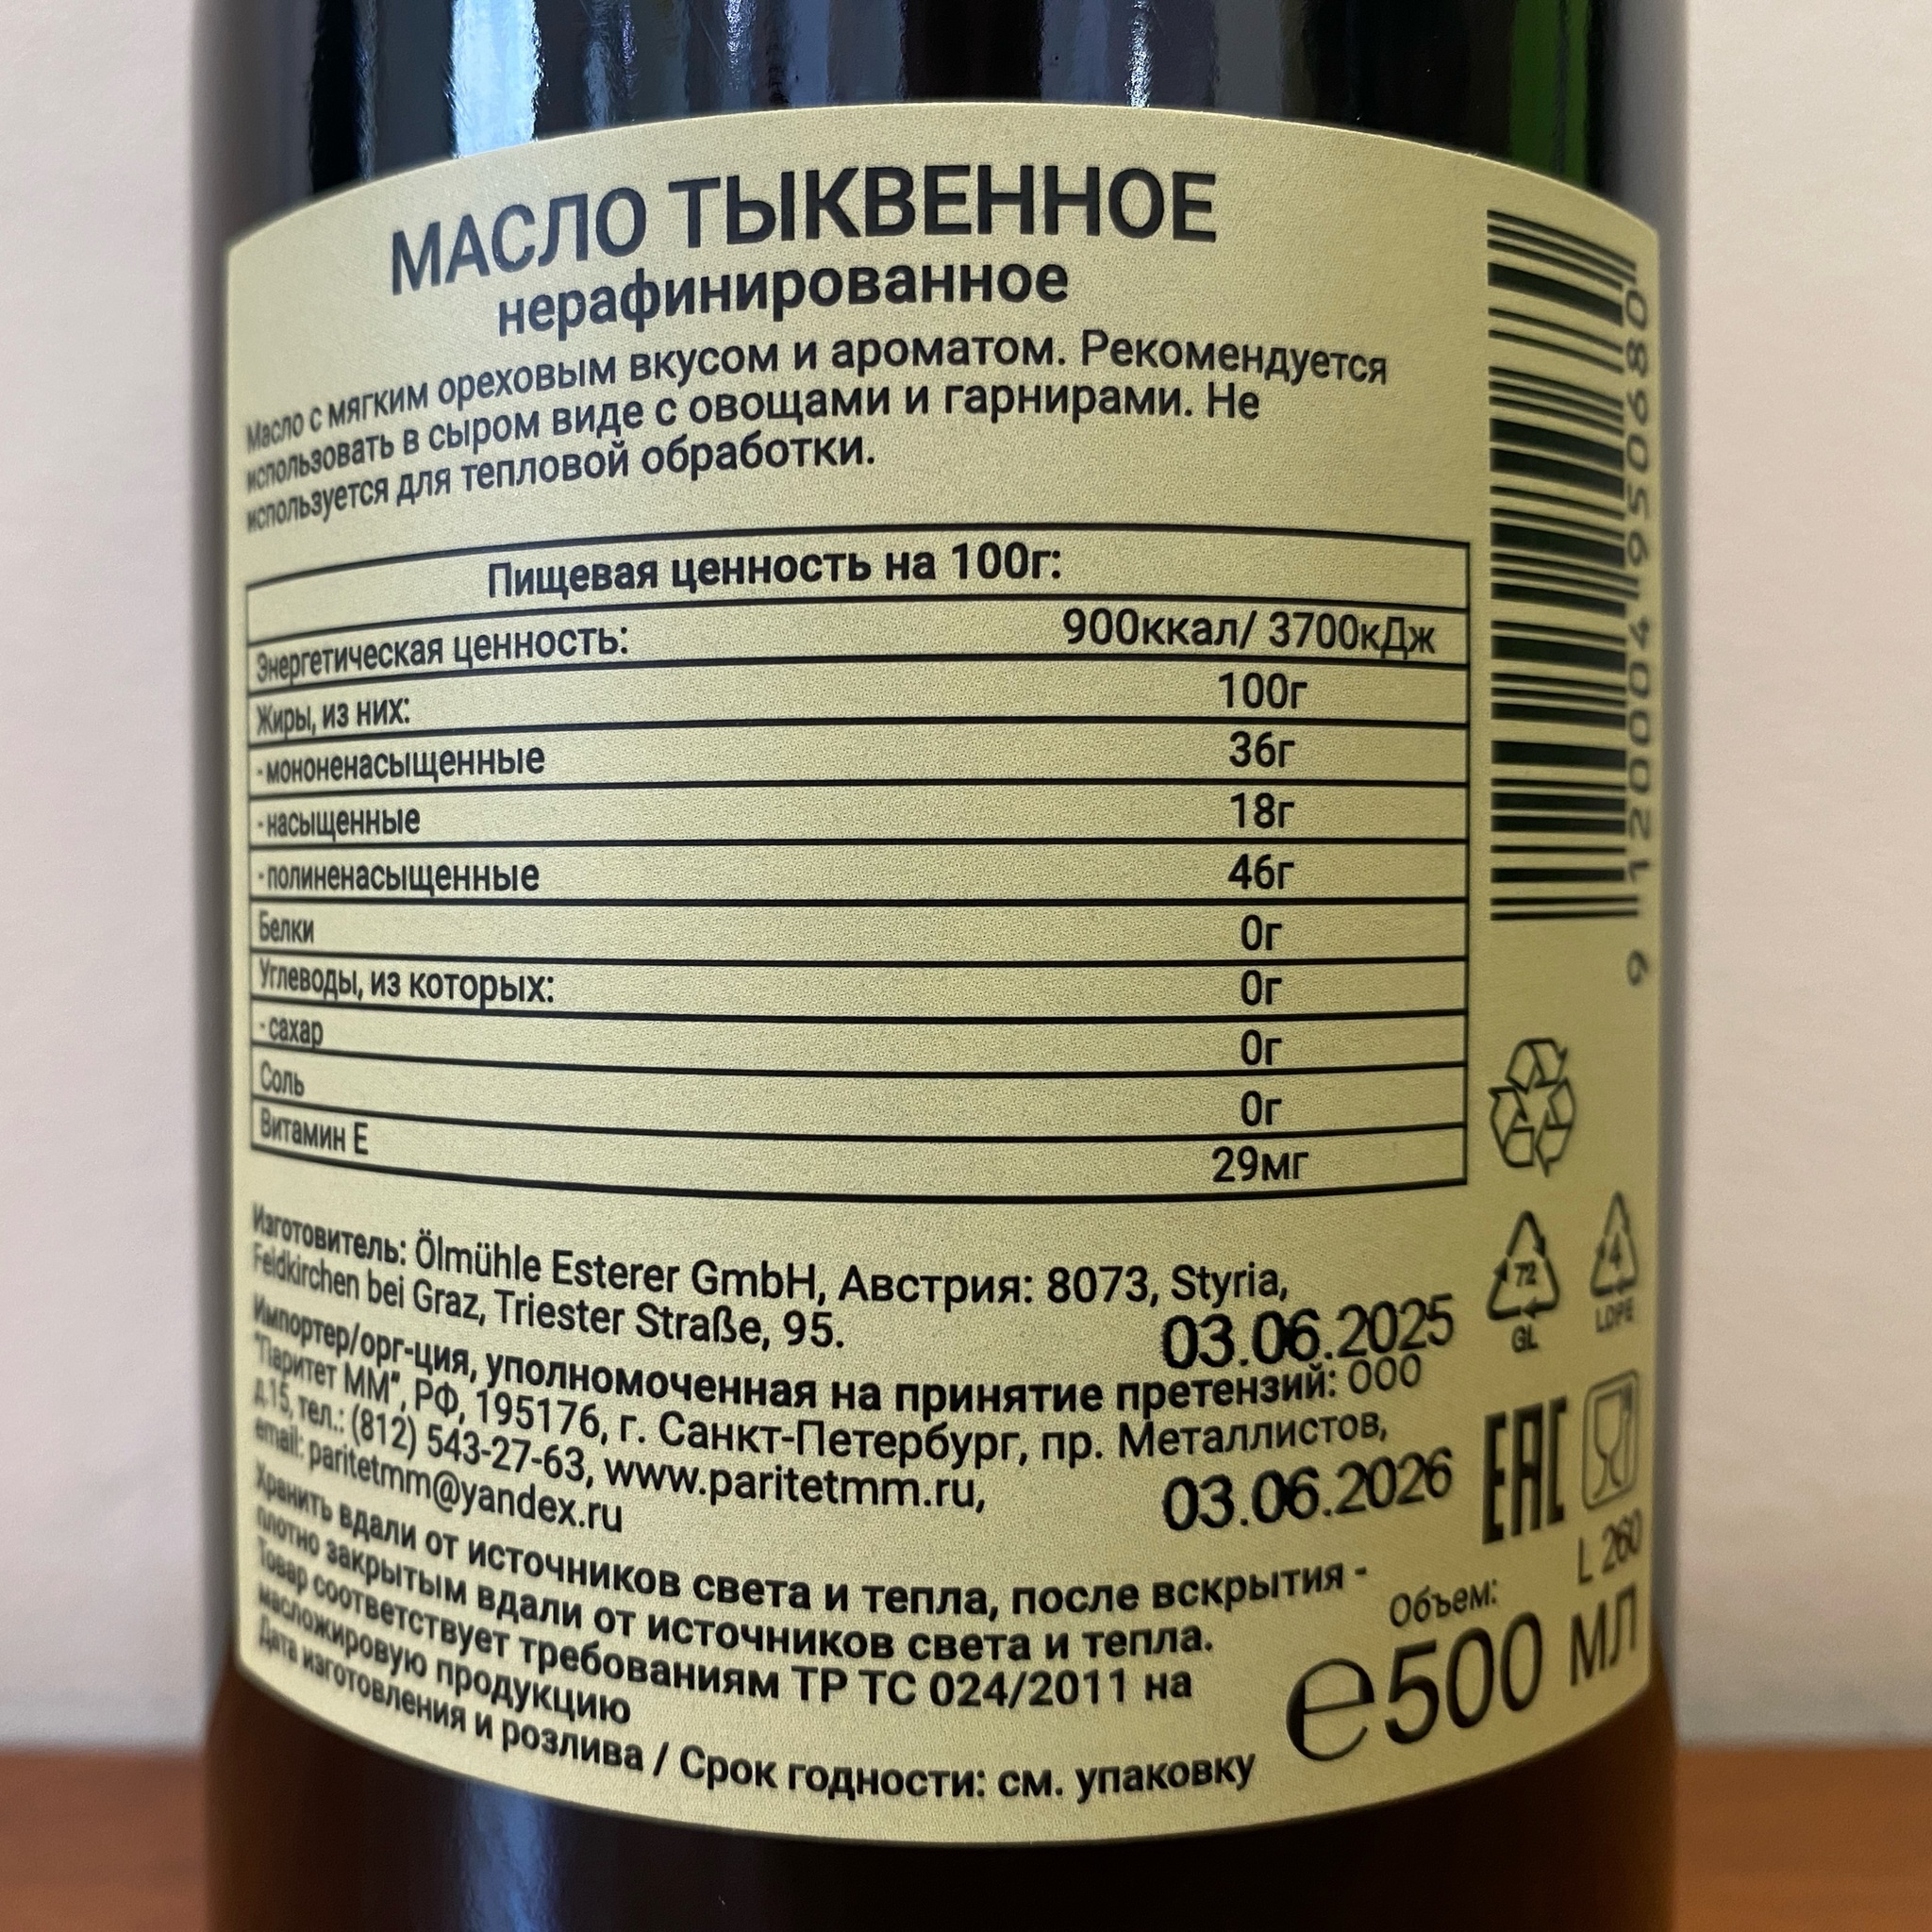 МАСЛО ТЫКВЕННОЕ
нерафинированное
Масло с мягким ореховым вкусом и ароматом. Рекомендуется
использовать в сыром виде с овощами и гарнирами. Не
используется для тепловой обработки.
Пищевая ценность на 100г:
Энергетическая ценность: 900ккал/ 3700кДж
Жиры, из них: 100г
-мононенасыщенные 36г
-насыщенные 18г
-полиненасыщенные 46г
Белки 0г
Углеводы, из которых: 0г
-сахар 0г
Соль 0г
Витамин Е 29мг
Изготовитель: Ölmühle Esterer GmbH, Австрия: 8073, Styria,
Feldkirchen bei Graz, Triester Straße, 95.
03.06.2025
Импортер/орг-ция, уполномоченная на принятие претензий: ООО
"Паритет ММ", РФ, 195176, г. Санкт-Петербург, пр. Металлистов,
д.15, тел.: (812) 543-27-63, www.paritetmm.ru,
email: paritetmm@yandex.ru
03.06.2026
Хранить вдали от источников света и тепла, после вскрытия -
плотно закрытым вдали от источников света и тепла.
Товар соответствует требованиям ТР ТС 024/2011 на
масложировую продукцию
Дата изготовления и розлива / Срок годности: см. упаковку
9 120004 950680
72
GL
4
LDPE
EAC
L 260
Объем:
℮500 МЛ